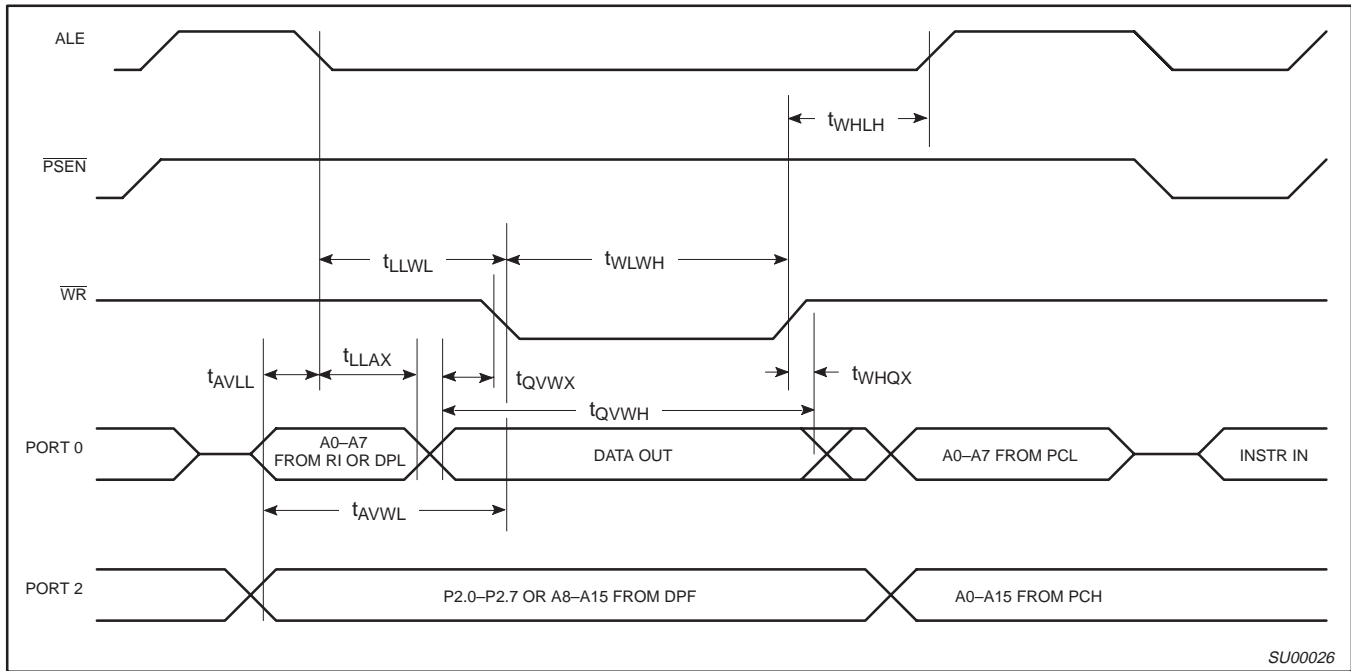 ALE
tWHLH
PSEN
tLLWL
tWLWH
WR
tLLAX
tAVLL
tQVWX
tWHQX
tQVWH
PORT 0
A0–A7
FROM RI OR DPL
DATA OUT
A0–A7 FROM PCL
INSTR IN
tAVWL
PORT 2
P2.0–P2.7 OR A8–A15 FROM DPF
A0–A15 FROM PCH
SU00026